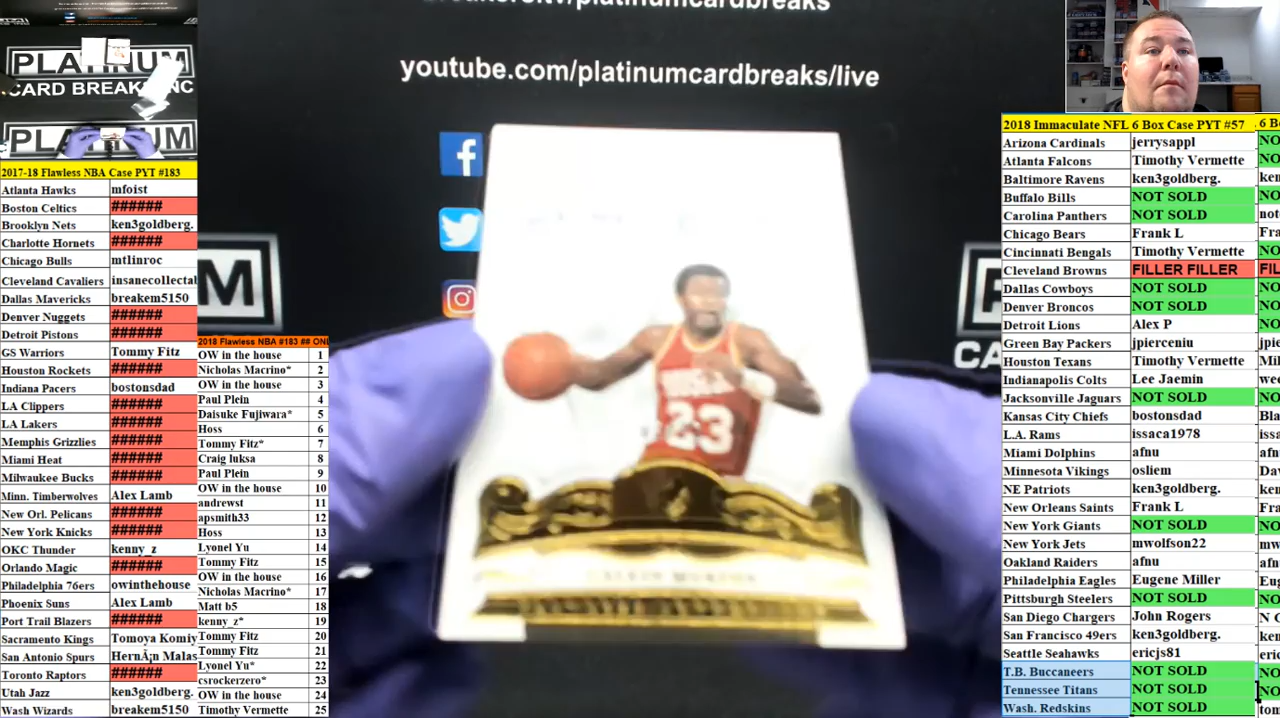 breakers.tv/platinumcardbreaks
youtube.com/platinumcardbreaks/live
PLATINUM
CARD BREAKS INC
PLATINUM
23
2017-18 Flawless NBA Case PYT #183
Atlanta Hawks mfoist
Boston Celtics ######
Brooklyn Nets ken3goldberg.
Charlotte Hornets ######
Chicago Bulls mtlinroc
Cleveland Cavaliers insanecollectal
Dallas Mavericks breakem5150
Denver Nuggets ######
Detroit Pistons ######
GS Warriors Tommy Fitz
Houston Rockets ######
Indiana Pacers bostonsdad
LA Clippers ######
LA Lakers ######
Memphis Grizzlies ######
Miami Heat ######
Milwaukee Bucks ######
Minn. Timberwolves Alex Lamb
New Orl. Pelicans ######
New York Knicks ######
OKC Thunder kenny_z
Orlando Magic ######
Philadelphia 76ers owinthehouse
Phoenix Suns Alex Lamb
Port Trail Blazers ######
Sacramento Kings Tomoya Komiy
San Antonio Spurs HernÃ¡n Malas
Toronto Raptors ######
Utah Jazz ken3goldberg.
Wash Wizards breakem5150
2018 Flawless NBA #183 ## ONL
OW in the house 1
Nicholas Macrino* 2
OW in the house 3
Paul Plein 4
Daisuke Fujiwara* 5
Hoss 6
Tommy Fitz* 7
Craig luksa 8
Paul Plein 9
OW in the house 10
andrewst 11
apsmith33 12
Hoss 13
Lyonel Yu 14
Tommy Fitz 15
OW in the house 16
Nicholas Macrino* 17
Matt b5 18
kenny_z* 19
Tommy Fitz 20
Tommy Fitz 21
Lyonel Yu* 22
csrockerzero* 23
OW in the house 24
Timothy Vermette 25
2018 Immaculate NFL 6 Box Case PYT #57
Arizona Cardinals jerrysappl
Atlanta Falcons Timothy Vermette
Baltimore Ravens ken3goldberg.
Buffalo Bills NOT SOLD
Carolina Panthers NOT SOLD
Chicago Bears Frank L
Cincinnati Bengals Timothy Vermette
Cleveland Browns FILLER FILLER
Dallas Cowboys NOT SOLD
Denver Broncos NOT SOLD
Detroit Lions Alex P
Green Bay Packers jpierceniu
Houston Texans Timothy Vermette
Indianapolis Colts Lee Jaemin
Jacksonville Jaguars NOT SOLD
Kansas City Chiefs bostonsdad
L.A. Rams issaca1978
Miami Dolphins afnu
Minnesota Vikings osliem
NE Patriots ken3goldberg.
New Orleans Saints Frank L
New York Giants NOT SOLD
New York Jets mwolfson22
Oakland Raiders afnu
Philadelphia Eagles Eugene Miller
Pittsburgh Steelers NOT SOLD
San Diego Chargers John Rogers
San Francisco 49ers ken3goldberg.
Seattle Seahawks ericjs81
T.B. Buccaneers NOT SOLD
Tennessee Titans NOT SOLD
Wash. Redskins NOT SOLD